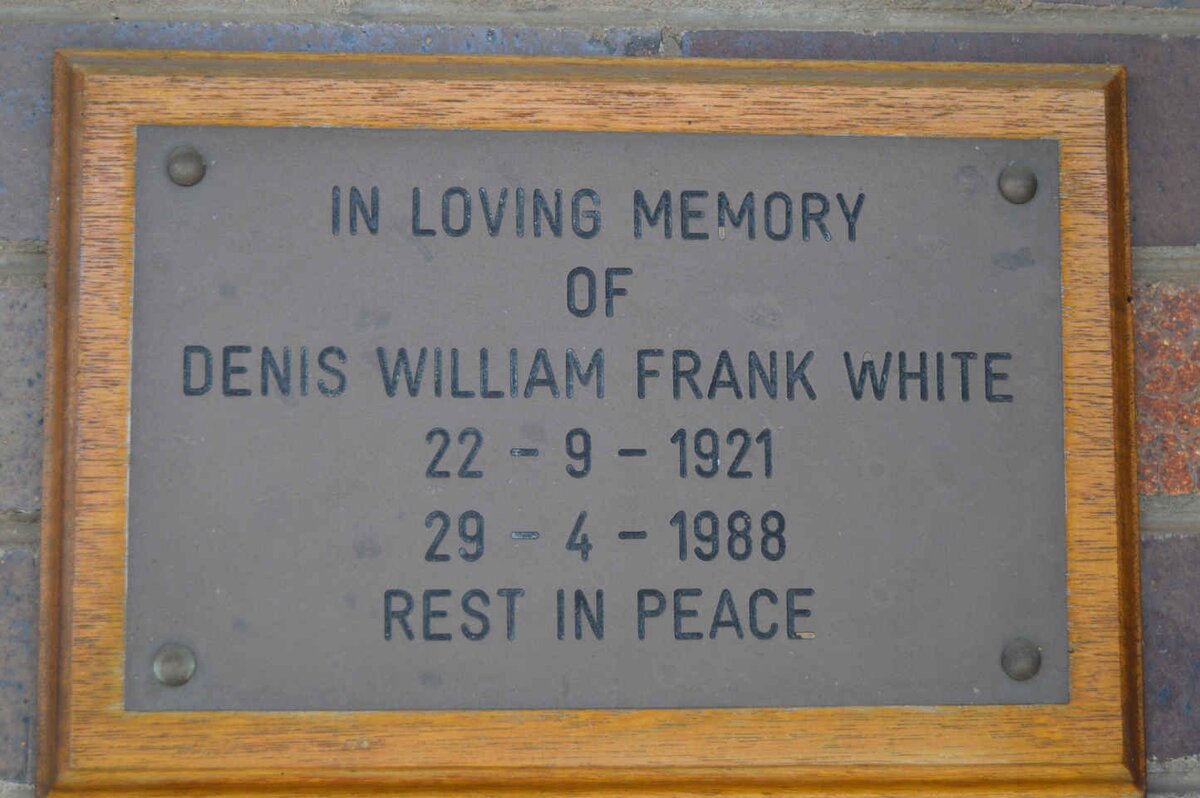 IN LOVING MEMORY
OF
DENIS WILLIAM FRANK WHITE
22 - 9 - 1921
29 - 4 - 1988
REST IN PEACE